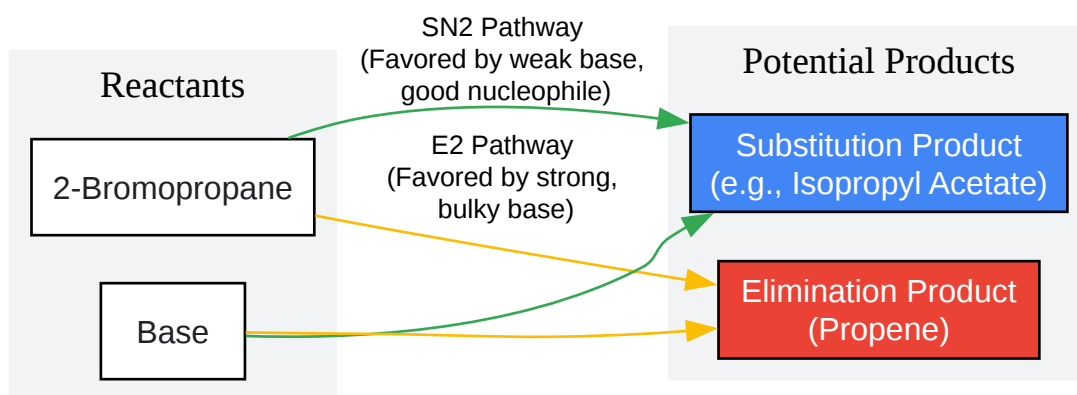 Reactants
2-Bromopropane
Base
SN2 Pathway
(Favored by weak base,
good nucleophile)
E2 Pathway
(Favored by strong,
bulky base)
Potential Products
Substitution Product
(e.g., Isopropyl Acetate)
Elimination Product
(Propene)